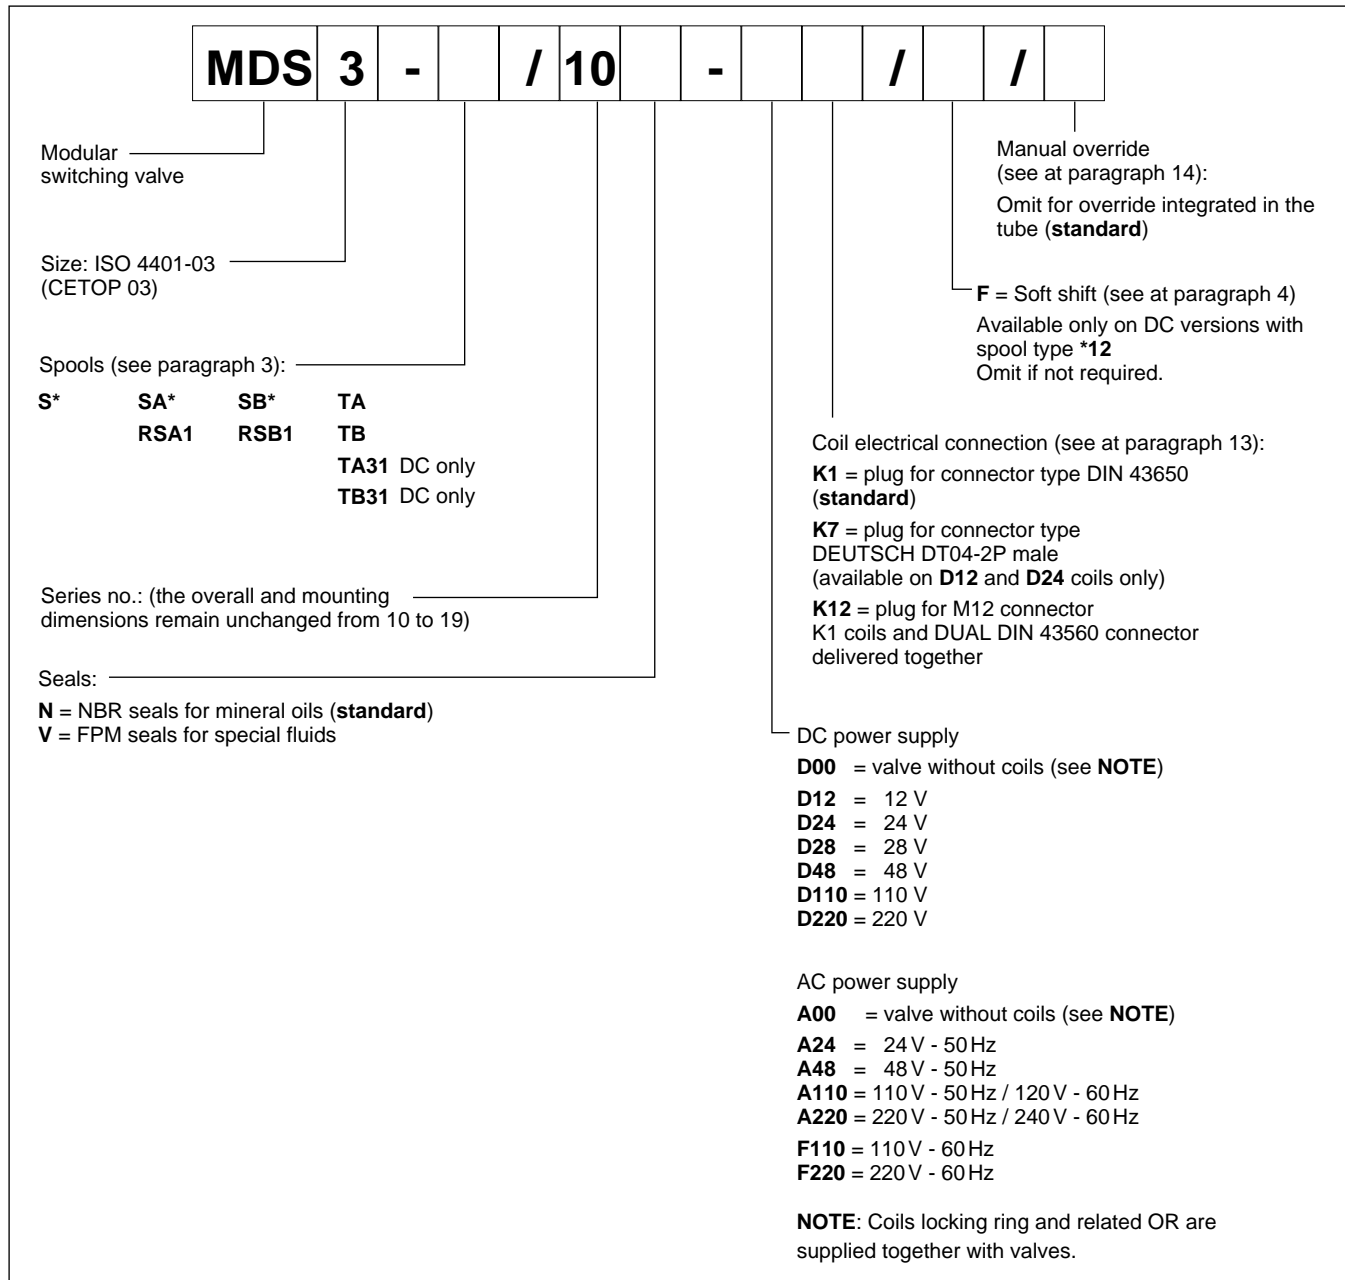 MDS 3 - / 10 - / /
Modular
switching valve
Size: ISO 4401-03
(CETOP 03)
Spools (see paragraph 3):
S* SA* SB* TA
RSA1 RSB1 TB
TA31 DC only
TB31 DC only
Series no.: (the overall and mounting
dimensions remain unchanged from 10 to 19)
Seals:
N = NBR seals for mineral oils (standard)
V = FPM seals for special fluids
Manual override
(see at paragraph 14):
Omit for override integrated in the
tube (standard)
F = Soft shift (see at paragraph 4)
Available only on DC versions with
spool type *12
Omit if not required.
Coil electrical connection (see at paragraph 13):
K1 = plug for connector type DIN 43650
(standard)
K7 = plug for connector type
DEUTSCH DT04-2P male
(available on D12 and D24 coils only)
K12 = plug for M12 connector
K1 coils and DUAL DIN 43560 connector
delivered together
DC power supply
D00 = valve without coils (see NOTE)
D12 = 12 V
D24 = 24 V
D28 = 28 V
D48 = 48 V
D110 = 110 V
D220 = 220 V
AC power supply
A00 = valve without coils (see NOTE)
A24 = 24 V - 50 Hz
A48 = 48 V - 50 Hz
A110 = 110 V - 50 Hz / 120 V - 60 Hz
A220 = 220 V - 50 Hz / 240 V - 60 Hz
F110 = 110 V - 60 Hz
F220 = 220 V - 60 Hz
NOTE: Coils locking ring and related OR are
supplied together with valves.